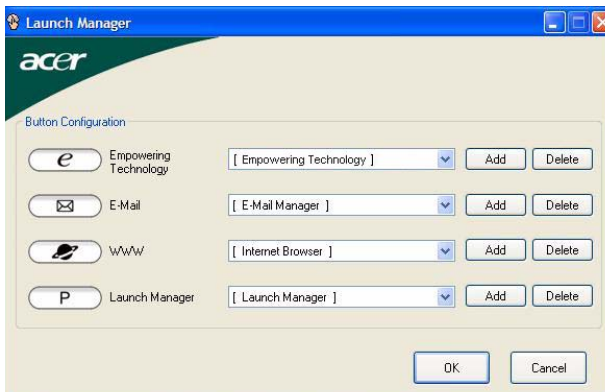 Launch Manager
acer
Button Configuration
e Empowering Technology [ Empowering Technology ] Add Delete
E-Mail [ E-Mail Manager ] Add Delete
WWW [ Internet Browser ] Add Delete
P Launch Manager [ Launch Manager ] Add Delete
OK Cancel